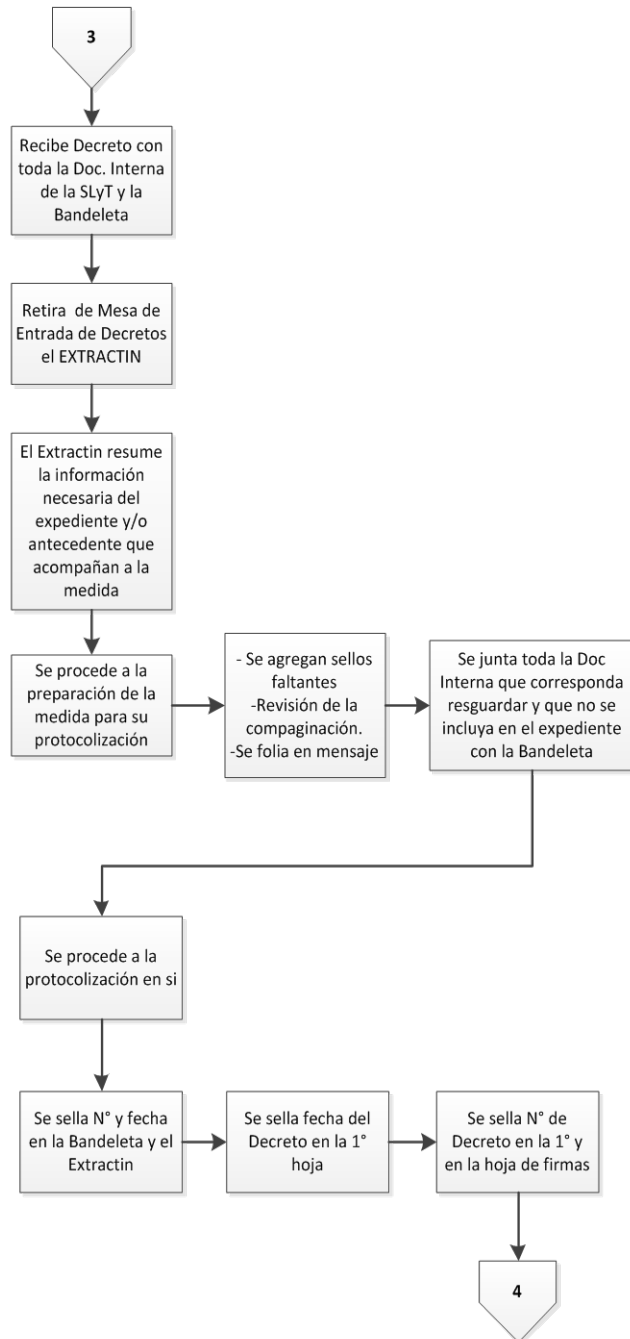 3
Recibe Decreto con
toda la Doc. Interna
de la SLyT y la
Bandeleta
Retira de Mesa de
Entrada de Decretos
el EXTRACTIN
El Extractin resume
la información
necesaria del
expediente y/o
antecedente que
acompañan a la
medida
Se procede a la
preparación de la
medida para su
protocolización
- Se agregan sellos
faltantes
-Revisión de la
compaginación.
-Se folia en mensaje
Se junta toda la Doc
Interna que corresponda
resguardar y que no se
incluya en el expediente
con la Bandeleta
Se procede a la
protocolización en si
Se sella N° y fecha
en la Bandeleta y el
Extractin
Se sella fecha del
Decreto en la 1°
hoja
Se sella N° de
Decreto en la 1° y
en la hoja de firmas
4